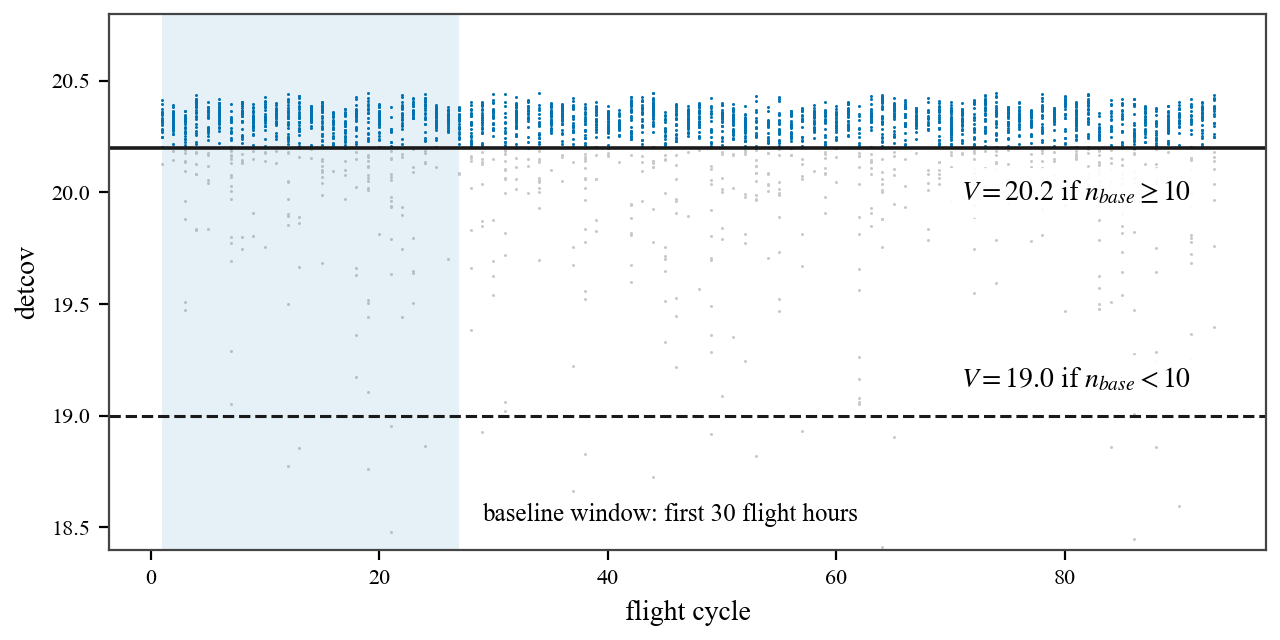 20.5
20.0
19.5
19.0
18.5
detcov
V = 20.2 if n_base ≥ 10
V = 19.0 if n_base < 10
baseline window: first 30 flight hours
0 20 40 60 80
flight cycle